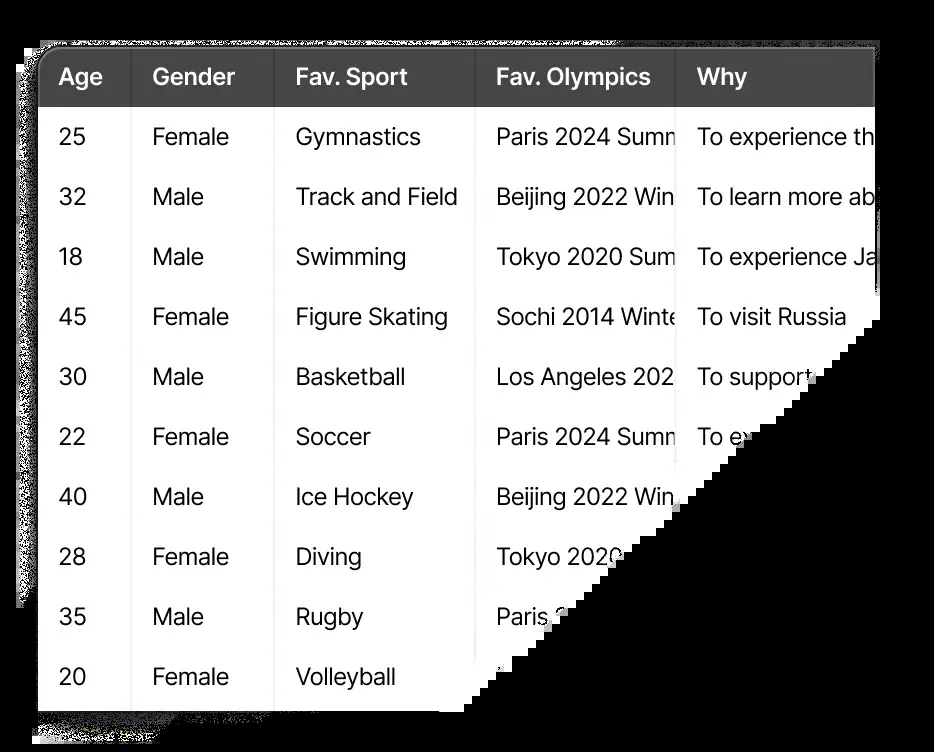 Age Gender Fav. Sport Fav. Olympics Why
25 Female Gymnastics Paris 2024 Summ To experience th
32 Male Track and Field Beijing 2022 Win To learn more ab
18 Male Swimming Tokyo 2020 Sum To experience Ja
45 Female Figure Skating Sochi 2014 Winte To visit Russia
30 Male Basketball Los Angeles 202 To support
22 Female Soccer Paris 2024 Summ To ex
40 Male Ice Hockey Beijing 2022 Win
28 Female Diving Tokyo 2020
35 Male Rugby Paris
20 Female Volleyball